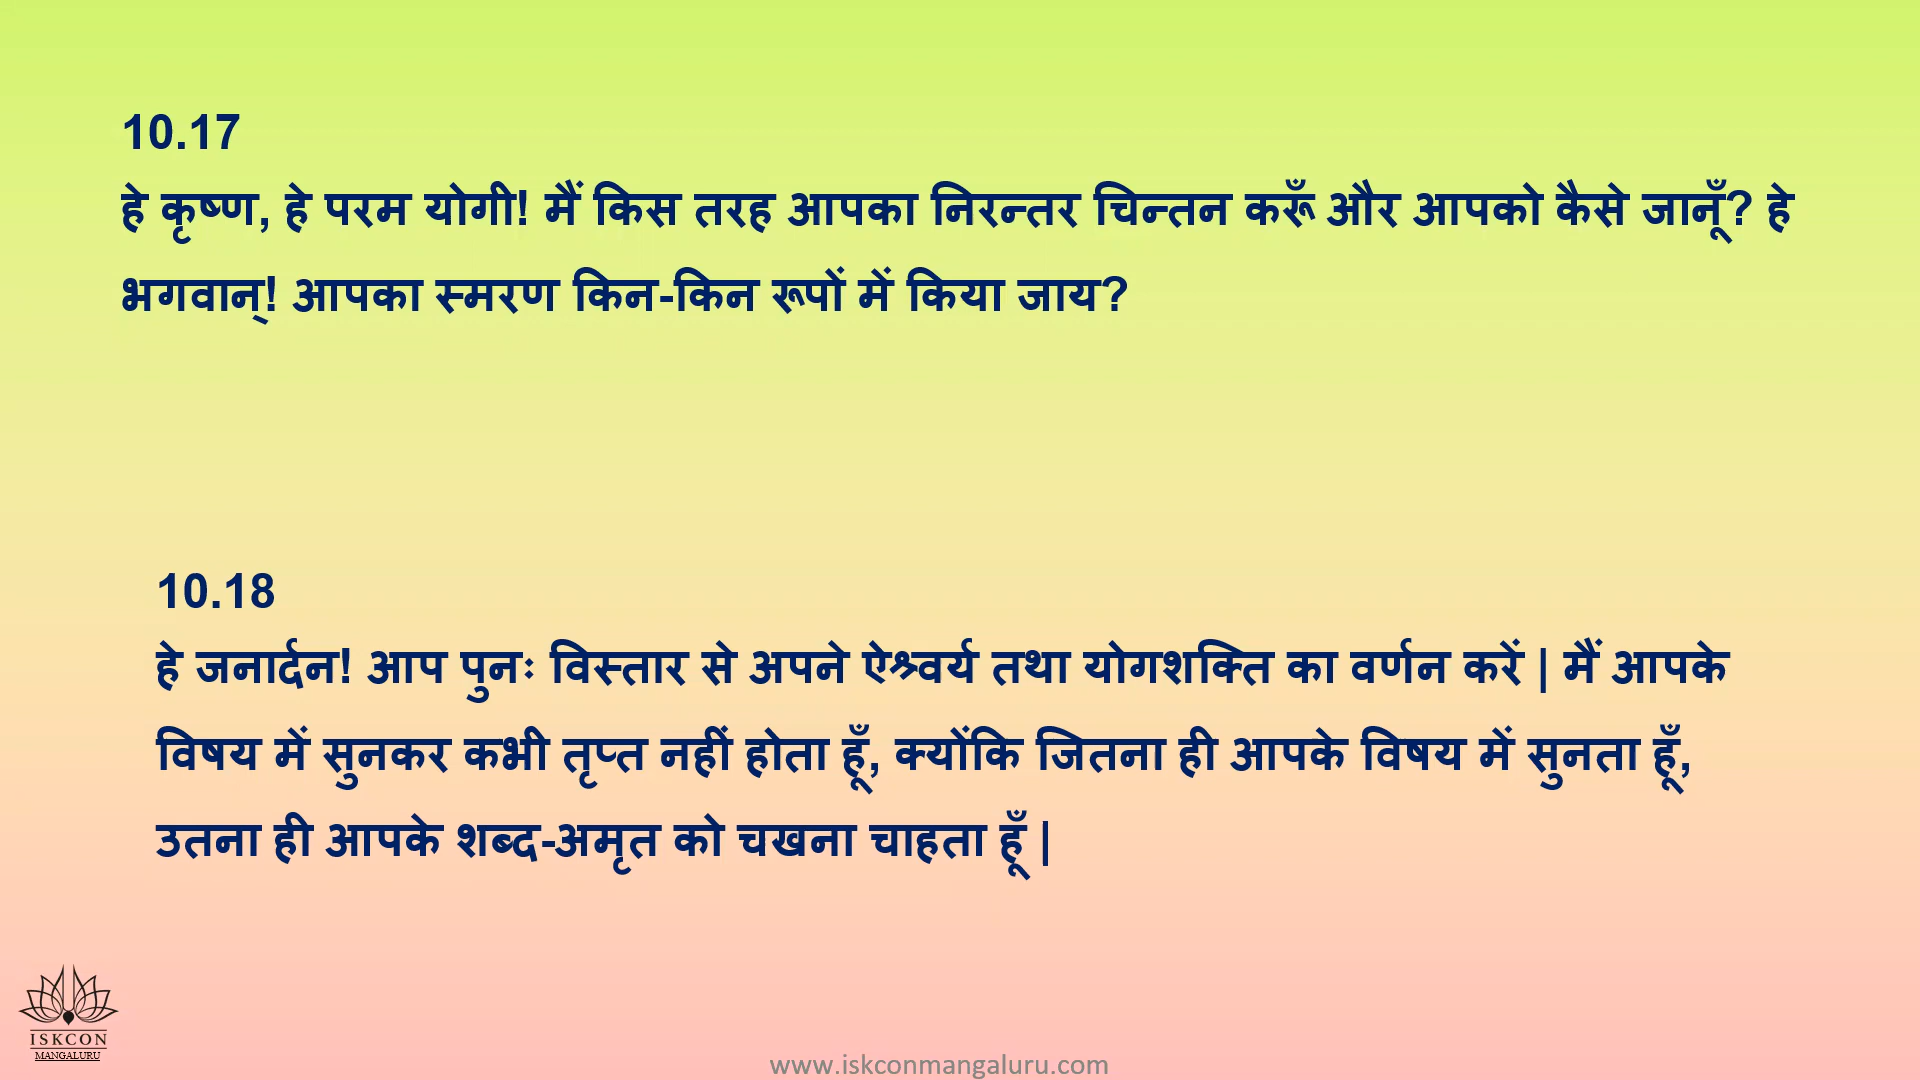 10.17
हे कृष्ण, हे परम योगी! मैं किस तरह आपका निरन्तर चिन्तन करूँ और आपको कैसे जानूँ? हे
भगवान्! आपका स्मरण किन-किन रूपों में किया जाय?
10.18
हे जनार्दन! आप पुनः विस्तार से अपने ऐश्र्वर्य तथा योगशक्ति का वर्णन करें | मैं आपके
विषय में सुनकर कभी तृप्त नहीं होता हूँ, क्योंकि जितना ही आपके विषय में सुनता हूँ,
उतना ही आपके शब्द-अमृत को चखना चाहता हूँ |
ISKCON
MANGALURU
www.iskconmangaluru.com